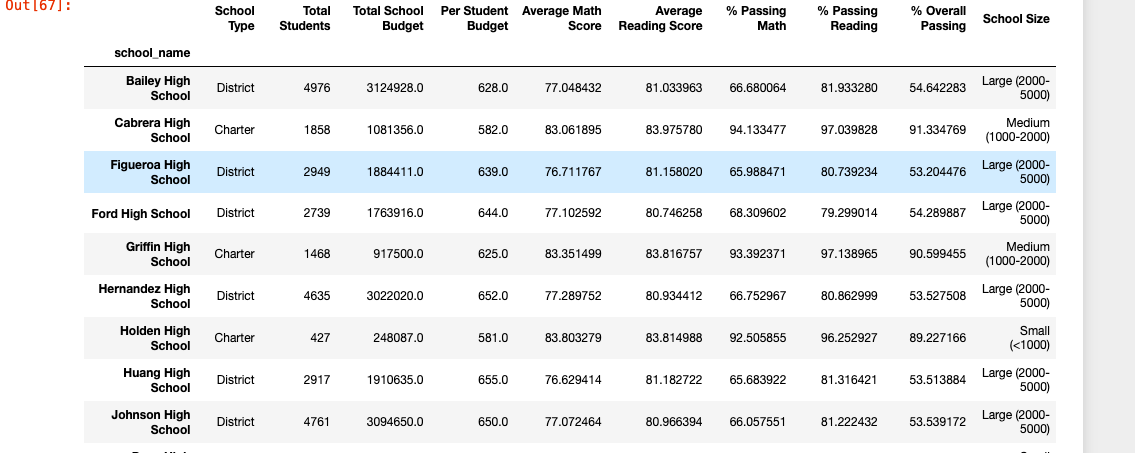 Out[67]:
School Type Total Students Total School Budget Per Student Budget Average Math Score Average Reading Score % Passing Math % Passing Reading % Overall Passing School Size
school_name
Bailey High School District 4976 3124928.0 628.0 77.048432 81.033963 66.680064 81.933280 54.642283 Large (2000-5000)
Cabrera High School Charter 1858 1081356.0 582.0 83.061895 83.975780 94.133477 97.039828 91.334769 Medium (1000-2000)
Figueroa High School District 2949 1884411.0 639.0 76.711767 81.158020 65.988471 80.739234 53.204476 Large (2000-5000)
Ford High School District 2739 1763916.0 644.0 77.102592 80.746258 68.309602 79.299014 54.289887 Large (2000-5000)
Griffin High School Charter 1468 917500.0 625.0 83.351499 83.816757 93.392371 97.138965 90.599455 Medium (1000-2000)
Hernandez High School District 4635 3022020.0 652.0 77.289752 80.934412 66.752967 80.862999 53.527508 Large (2000-5000)
Holden High School Charter 427 248087.0 581.0 83.803279 83.814988 92.505855 96.252927 89.227166 Small (<1000)
Huang High School District 2917 1910635.0 655.0 76.629414 81.182722 65.683922 81.316421 53.513884 Large (2000-5000)
Johnson High School District 4761 3094650.0 650.0 77.072464 80.966394 66.057551 81.222432 53.539172 Large (2000-5000)